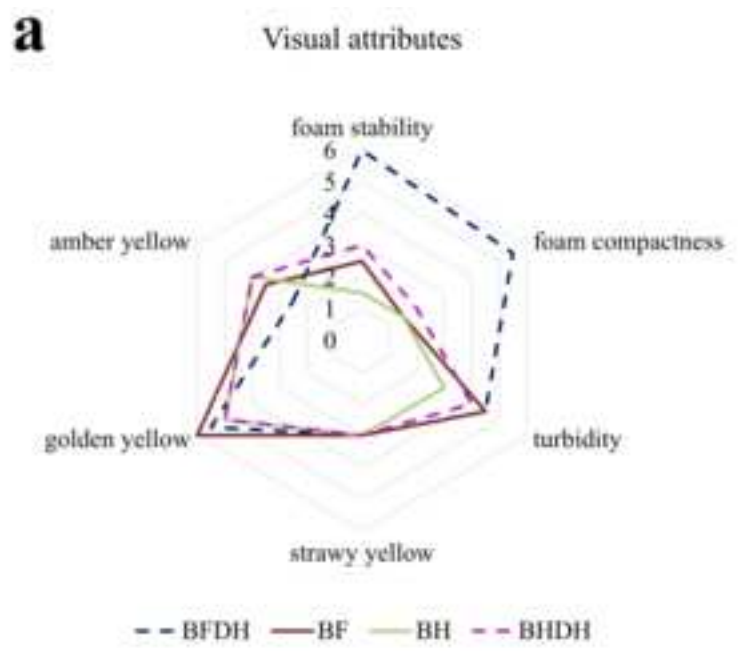 a
Visual attributes
foam stability
6
5
4
3
2
1
0
amber yellow
foam compactness
golden yellow
turbidity
strawy yellow
BFDH BF BH BHDH